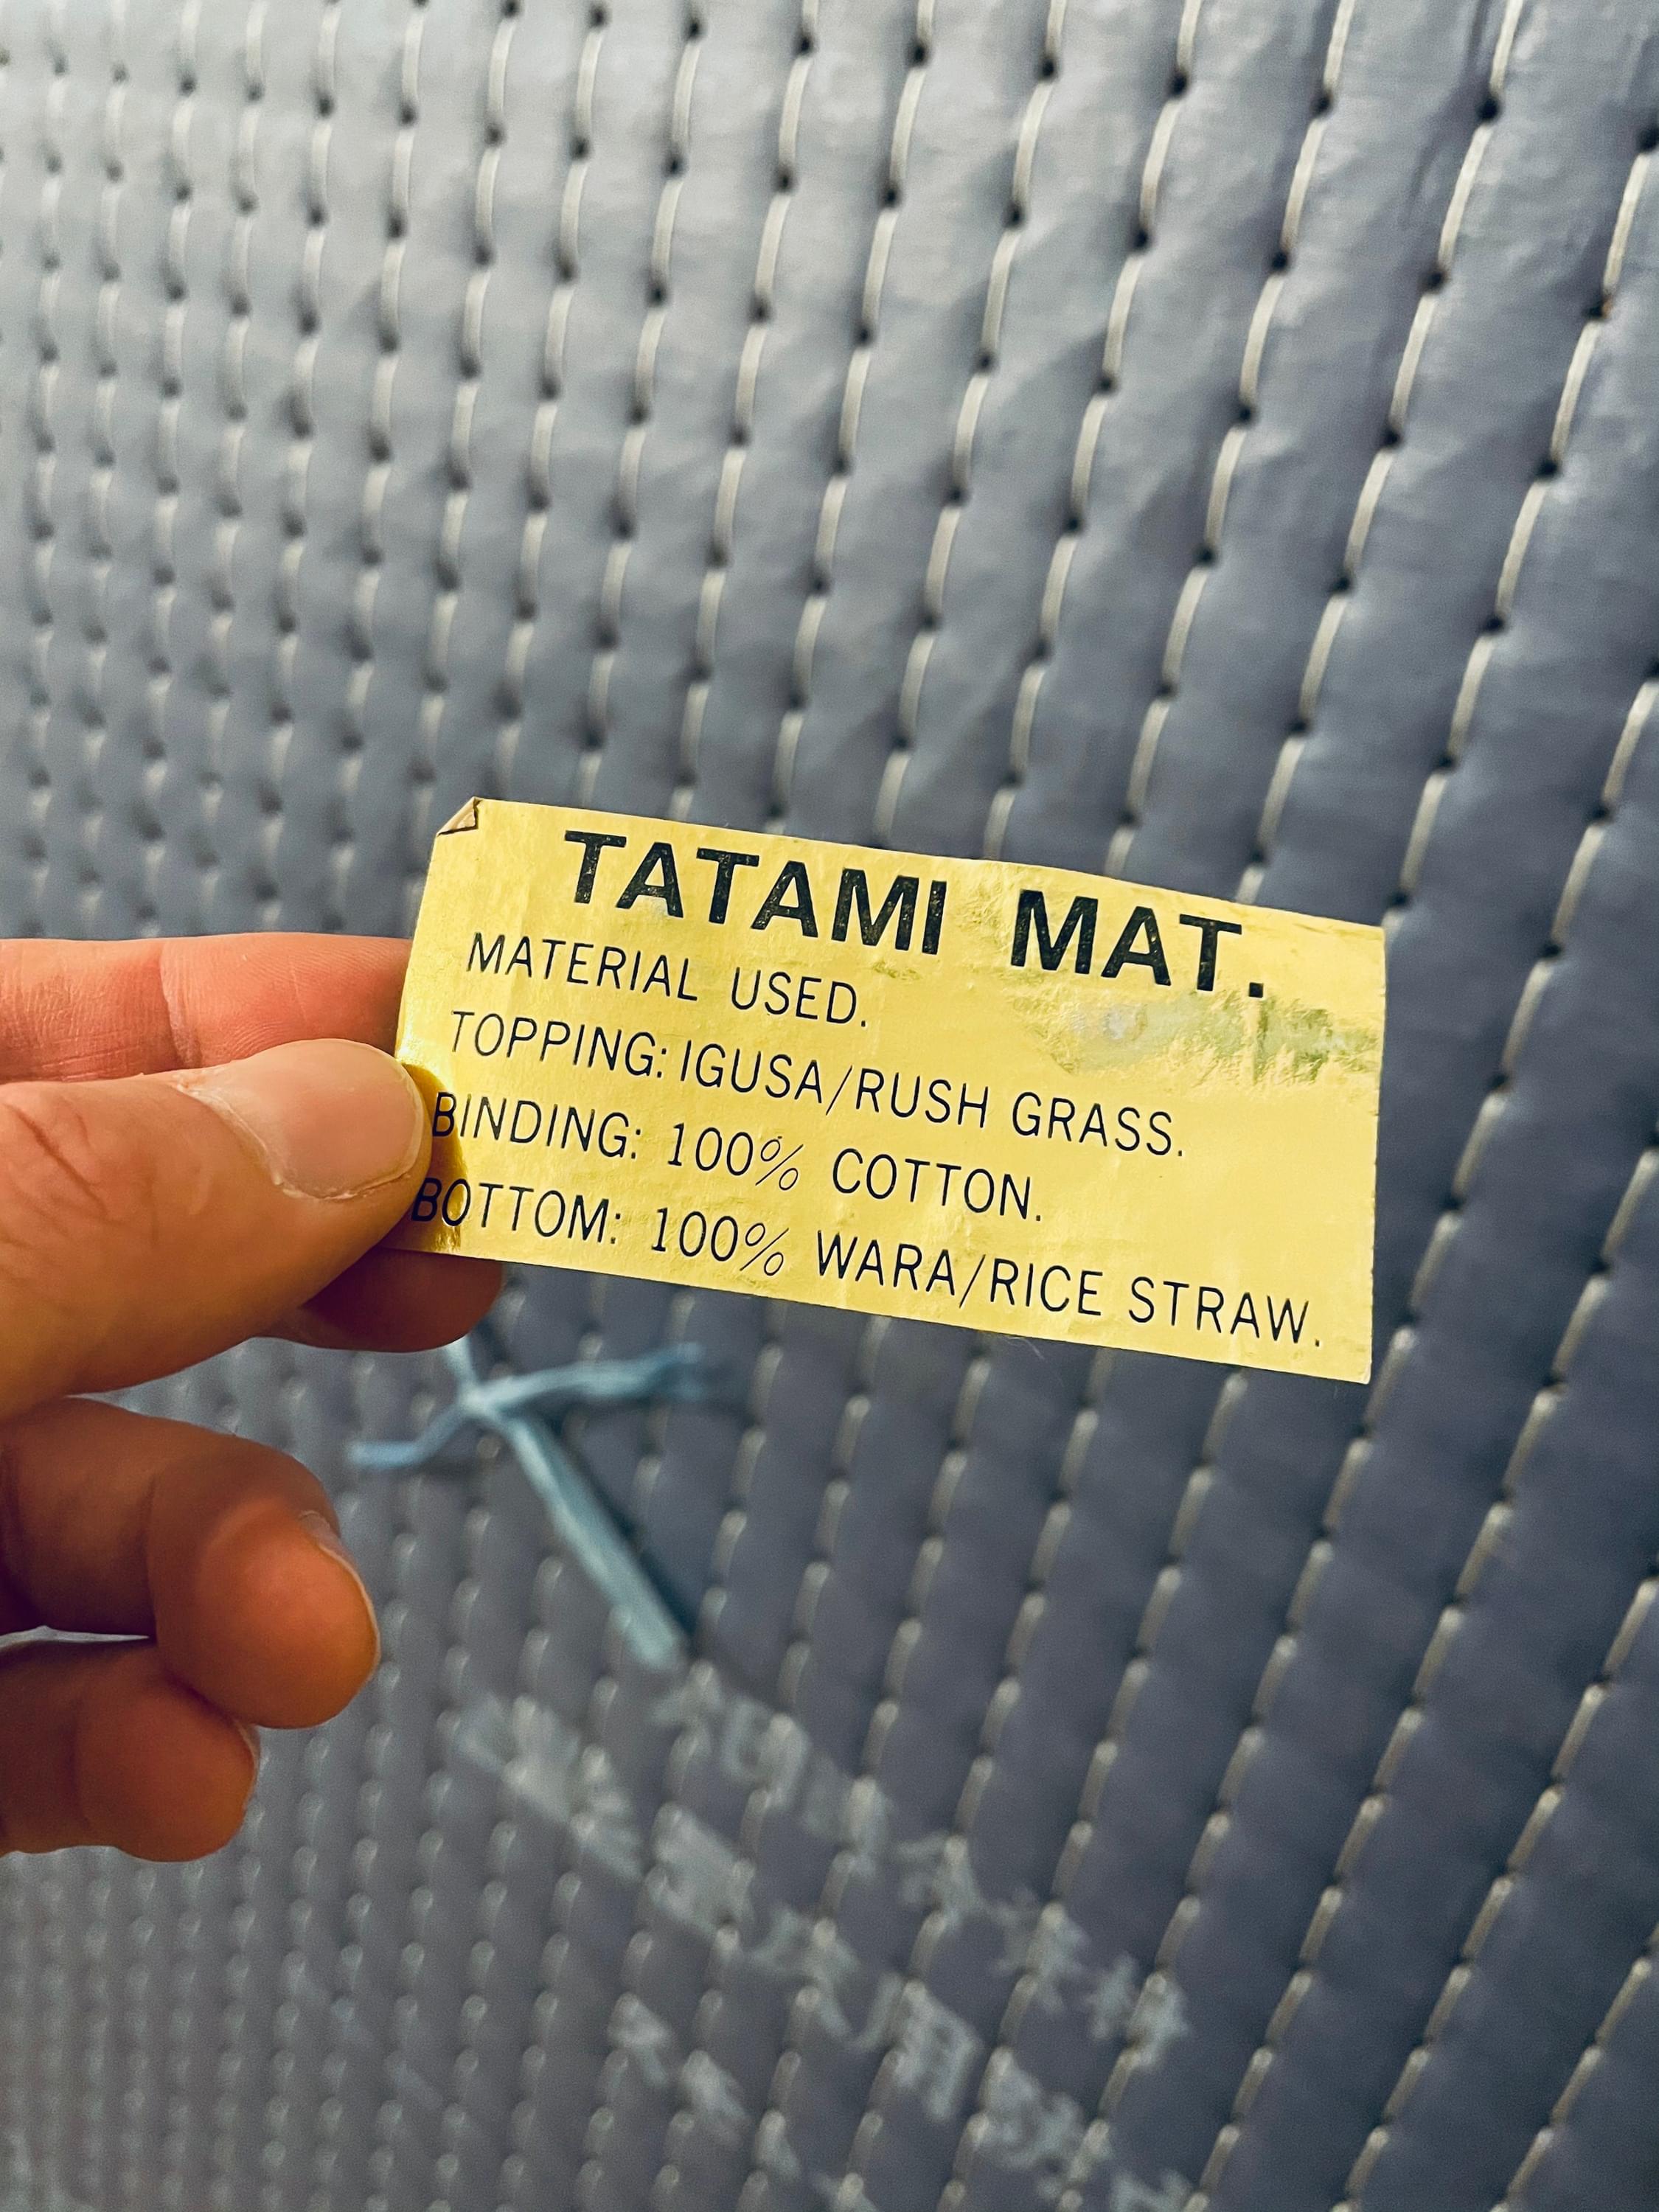 TATAMI MAT.
MATERIAL USED.
TOPPING: IGUSA/RUSH GRASS.
BINDING: 100% COTTON.
BOTTOM: 100% WARA/RICE STRAW.